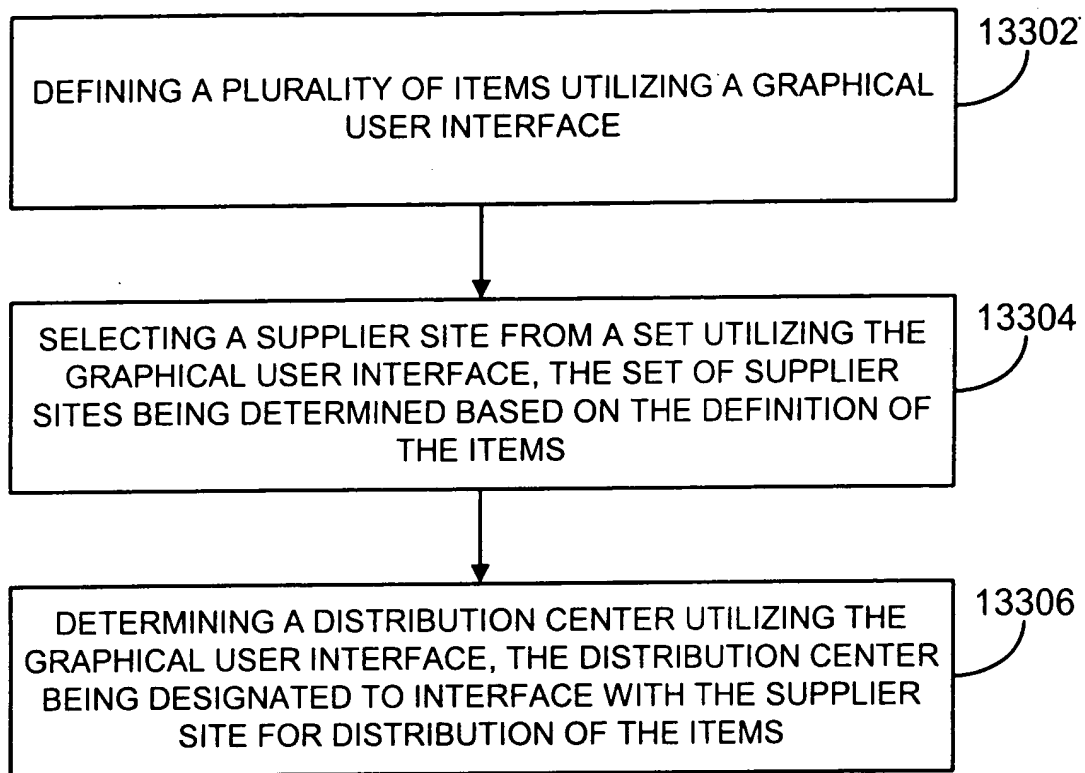 13302
DEFINING A PLURALITY OF ITEMS UTILIZING A GRAPHICAL
USER INTERFACE
13304
SELECTING A SUPPLIER SITE FROM A SET UTILIZING THE
GRAPHICAL USER INTERFACE, THE SET OF SUPPLIER
SITES BEING DETERMINED BASED ON THE DEFINITION OF
THE ITEMS
13306
DETERMINING A DISTRIBUTION CENTER UTILIZING THE
GRAPHICAL USER INTERFACE, THE DISTRIBUTION CENTER
BEING DESIGNATED TO INTERFACE WITH THE SUPPLIER
SITE FOR DISTRIBUTION OF THE ITEMS